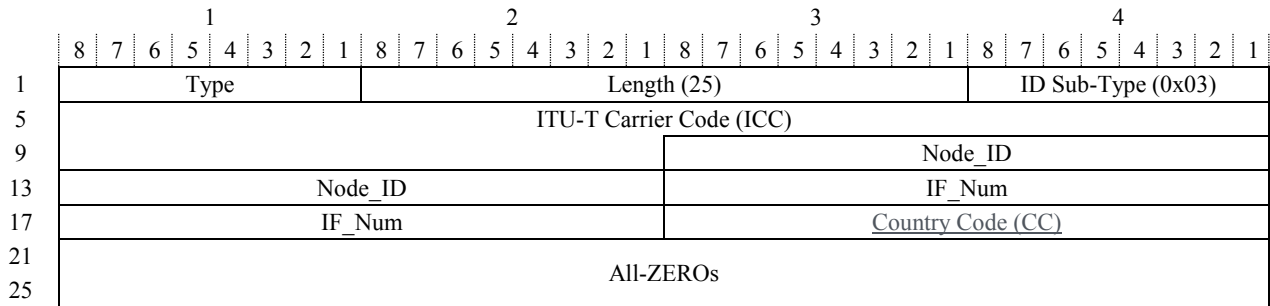 1 2 3 4
8 7 6 5 4 3 2 1 8 7 6 5 4 3 2 1 8 7 6 5 4 3 2 1 8 7 6 5 4 3 2 1
1 Type Length (25) ID Sub-Type (0x03)
5 ITU-T Carrier Code (ICC)
9 Node_ID
13 Node_ID IF_Num
17 IF_Num Country Code (CC)
21
All-ZEROs
25